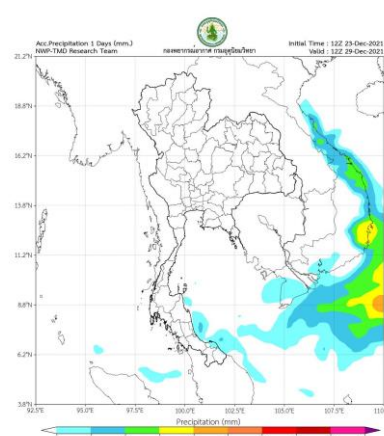 Acc.Precipitation 1 Days (mm.)
NWP-TMD Research Team
กองพยากรณ์อากาศ กรมอุตุนิยมวิทยา
Initial Time : 12Z 23-Dec-2021
Valid : 12Z 29-Dec-2021
21.2°N
18.8°N
16.2°N
13.8°N
11.2°N
8.8°N
6.2°N
3.8°N
92.5°E 95.0°E 97.5°E 100.0°E 102.5°E 105.0°E 107.5°E 110
Precipitation (mm)